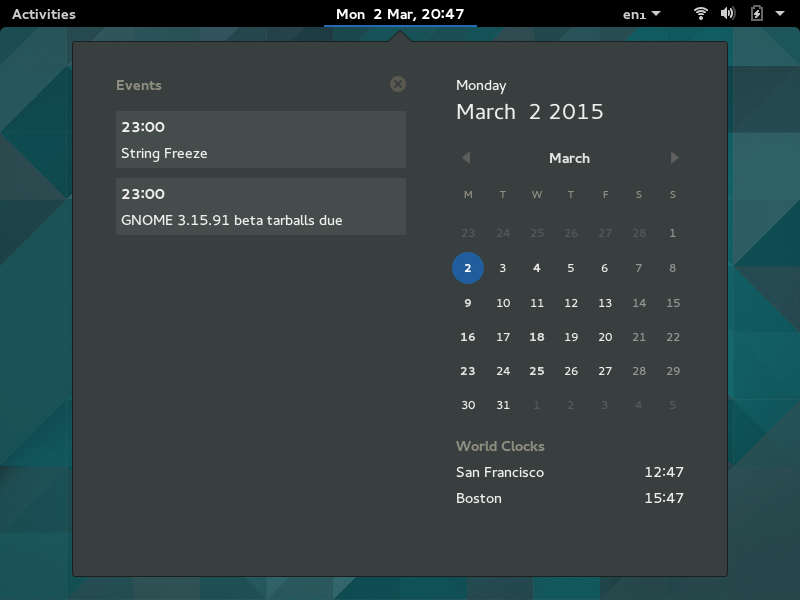 Activities
Mon 2 Mar, 20:47
en₁
Events
23:00
String Freeze
23:00
GNOME 3.15.91 beta tarballs due
Monday
March 2 2015
March
M T W T F S S
23 24 25 26 27 28 1
2 3 4 5 6 7 8
9 10 11 12 13 14 15
16 17 18 19 20 21 22
23 24 25 26 27 28 29
30 31 1 2 3 4 5
World Clocks
San Francisco 12:47
Boston 15:47